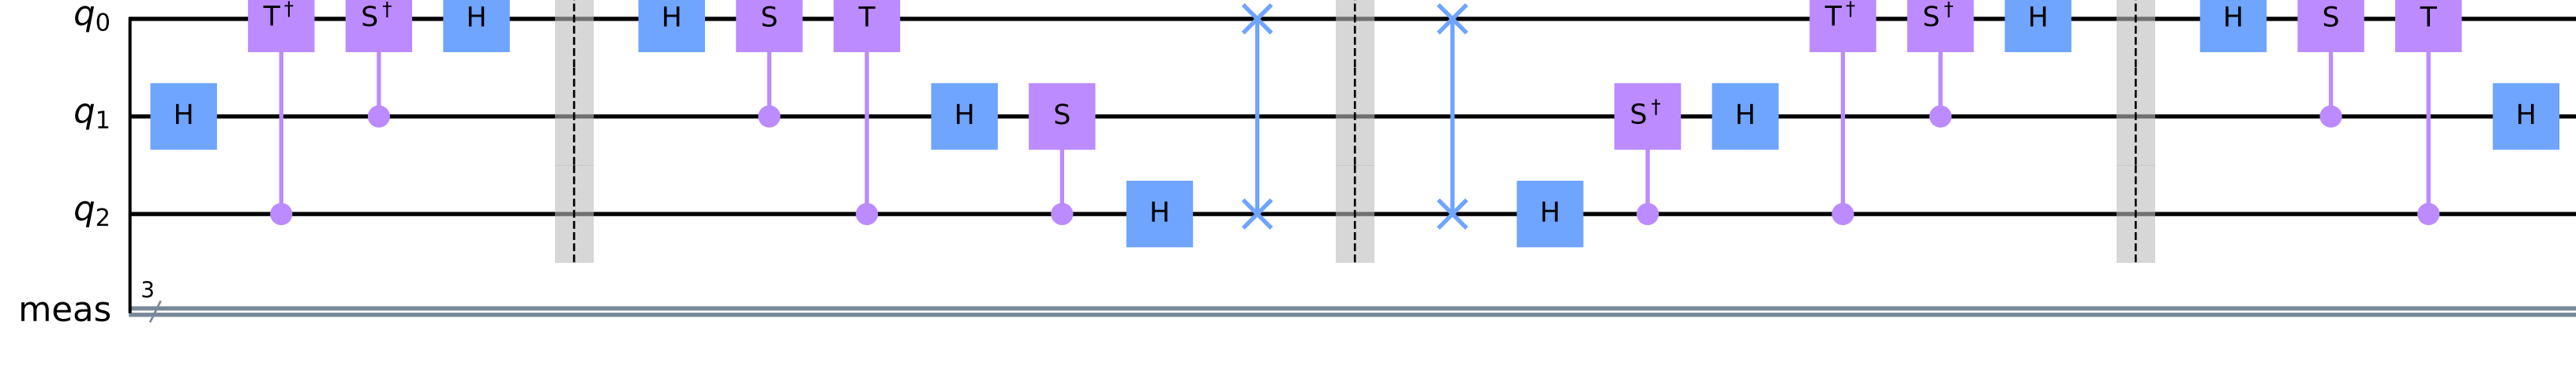 q0 T† S† H H S T T† S† H H S T
q1 H H S S† H H
q2 H H
3
meas